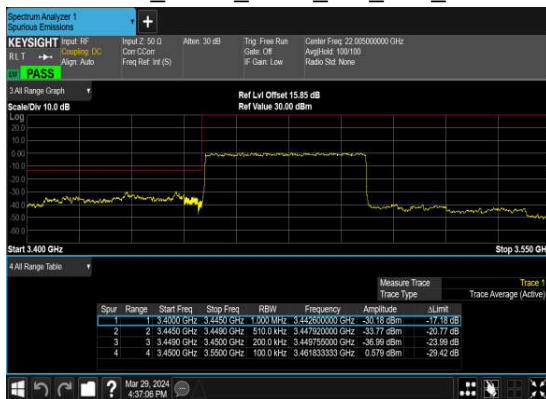 Spectrum Analyzer 1
Spurious Emissions
KEYSIGHT Input: RF Input Z: 50 Ω Atten: 30 dB Trig: Free Run Center Freq: 22.005000000 GHz
RLT Coupling: DC Corr CCorr Gate: Off Avg|Hold: 100/100
Align: Auto Freq Ref: Int (S) IF Gain: Low Radio Std: None
PASS
3 All Range Graph
Ref Lvl Offset 15.85 dB
Scale/Div 10.0 dB Ref Value 30.00 dBm
Log
20.0
10.0
0.00
-10.0
-20.0
-30.0
-40.0
-50.0
-60.0
Start 3.400 GHz Stop 3.550 GH
4 All Range Table
Measure Trace Trace 1
Trace Type Trace Average (Active)
Spur Range Start Freq Stop Freq RBW Frequency Amplitude ΔLimit
1 1 3.4000 GHz 3.4450 GHz 1.000 MHz 3.442600000 GHz -30.18 dBm -17.18 dB
2 2 3.4450 GHz 3.4490 GHz 510.0 kHz 3.447920000 GHz -33.77 dBm -20.77 dB
3 3 3.4490 GHz 3.4500 GHz 200.0 kHz 3.449755000 GHz -36.99 dBm -23.99 dB
4 4 3.4500 GHz 3.5500 GHz 100.0 kHz 3.461833333 GHz 0.579 dBm -29.42 dB
? Mar 29, 2024
4:37:06 PM